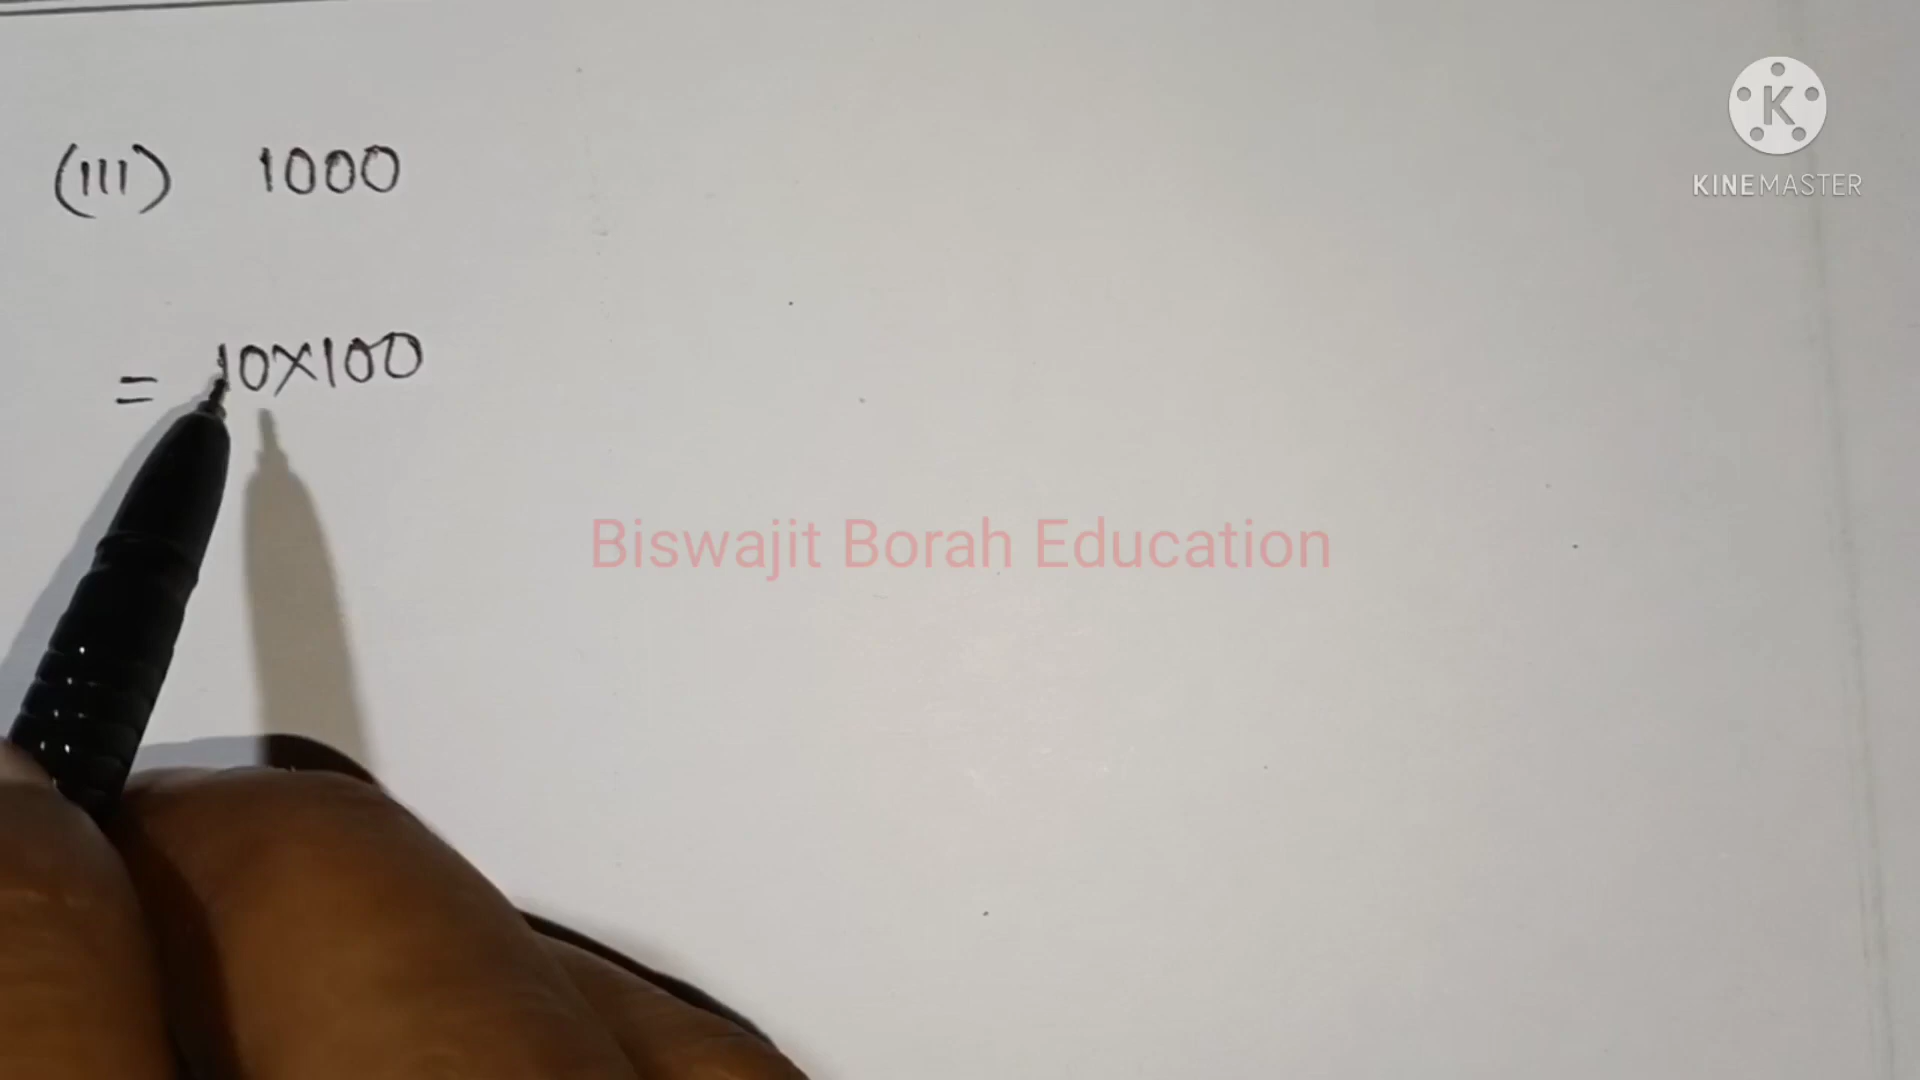 (III) 1000
= 10×100
K
KINEMASTER
Biswajit Borah Education